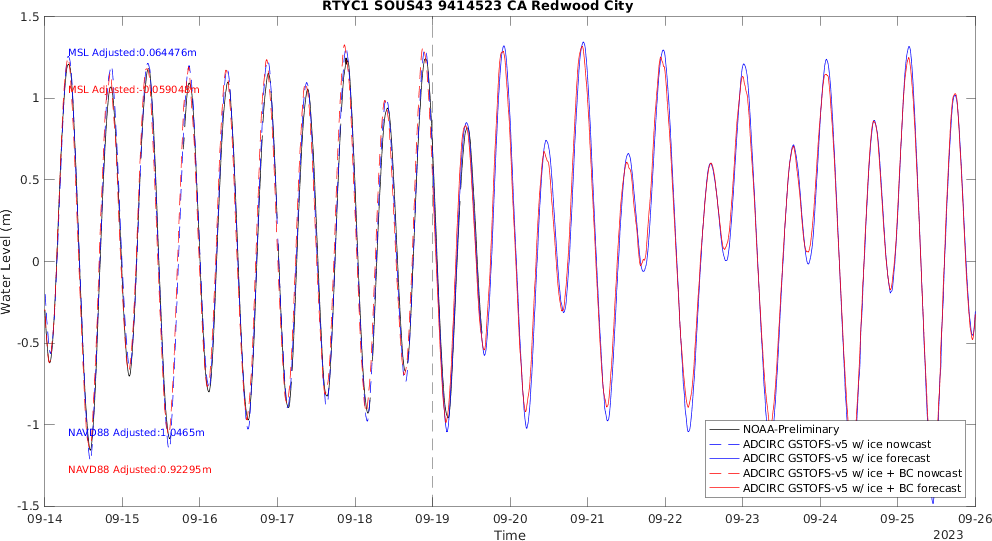 RTYC1 SOUS43 9414523 CA Redwood City
1.5
1
0.5
0
-0.5
-1
-1.5
Water Level (m)
MSL Adjusted:0.064476m
MSL Adjusted:-0.059048m
NAVD88 Adjusted:1.0465m
NAVD88 Adjusted:0.92295m
NOAA-Preliminary
ADCIRC GSTOFS-v5 w/ ice nowcast
ADCIRC GSTOFS-v5 w/ ice forecast
ADCIRC GSTOFS-v5 w/ ice + BC nowcast
ADCIRC GSTOFS-v5 w/ ice + BC forecast
09-14 09-15 09-16 09-17 09-18 09-19 09-20 09-21 09-22 09-23 09-24 09-25 09-26
Time
2023